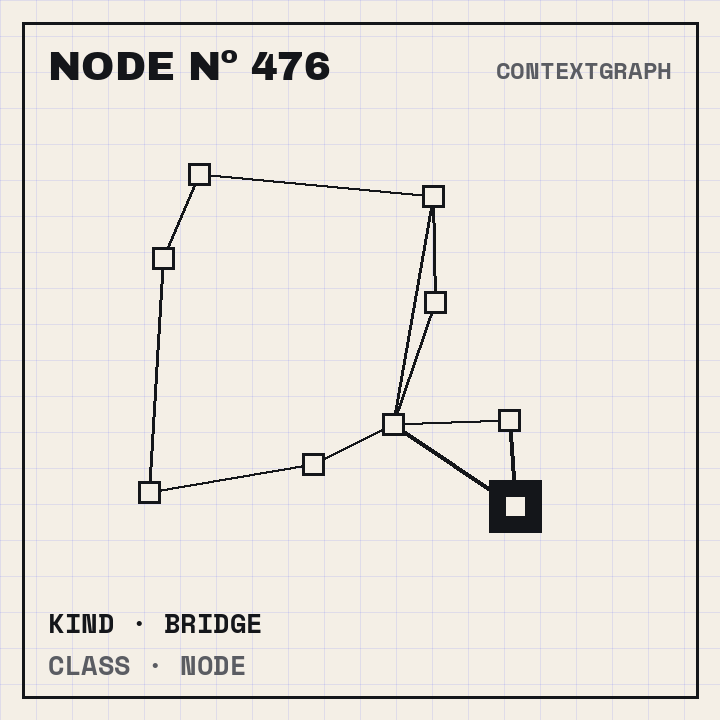 NODE Nº 476
CONTEXTGRAPH
KIND · BRIDGE
CLASS · NODE